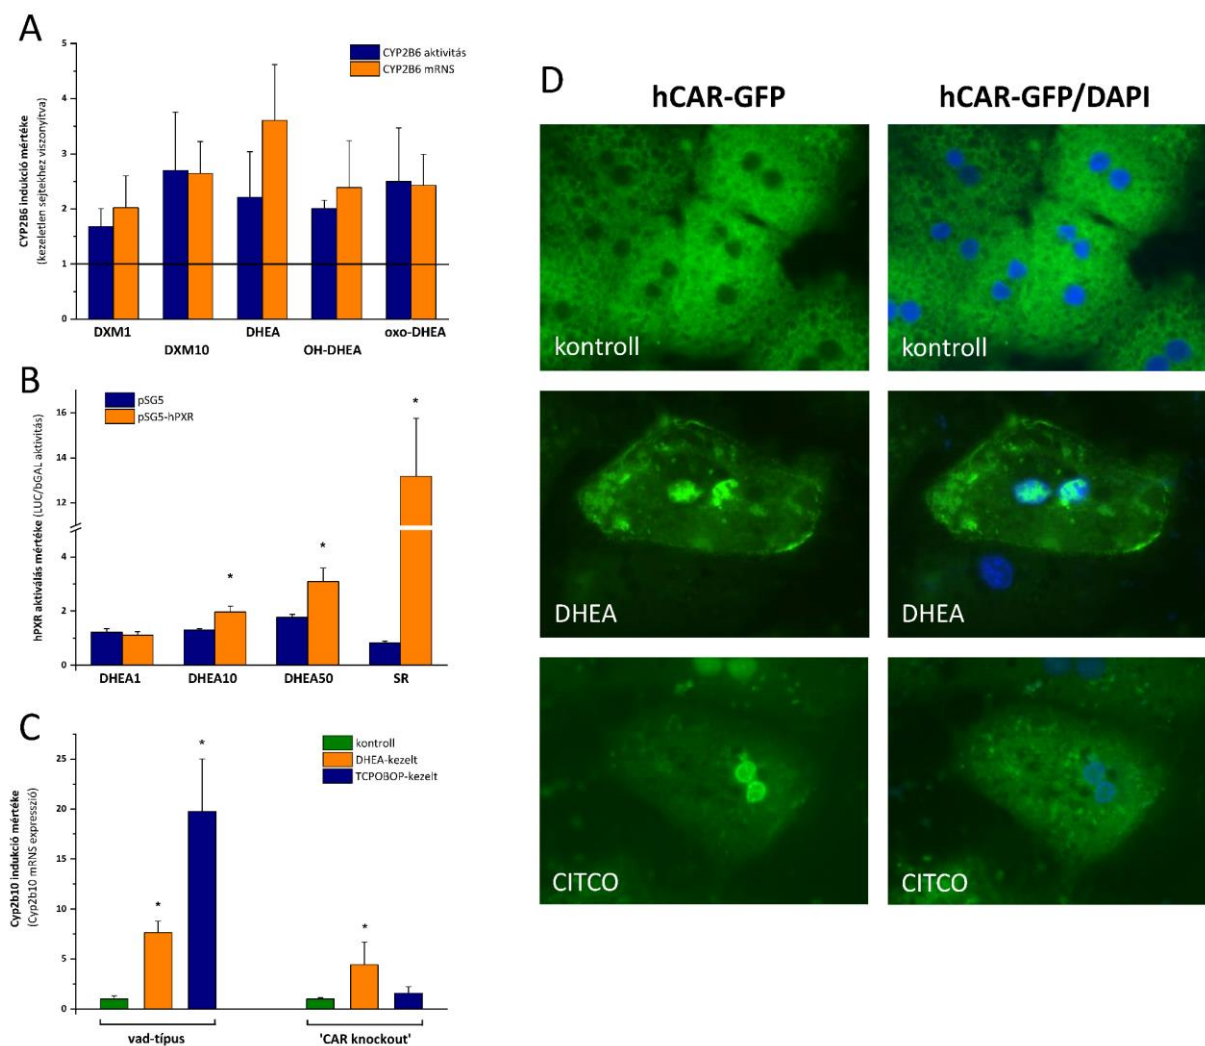 A
5
4
3
2
1
0
CYP2B6 indukció mértéke
(kezeletlen sejtekhez viszonyítva)
CYP2B6 aktivitás
CYP2B6 mRNS
DXM1
DXM10
DHEA
OH-DHEA
oxo-DHEA
B
16
14
12
4
2
0
hPXR aktiválás mértéke (LUC/bGAL aktivitás)
pSG5
pSG5-hPXR
*
*
*
DHEA1
DHEA10
DHEA50
SR
C
25
20
15
10
5
0
Cyp2b10 indukció mértéke
(Cyp2b10 mRNS expresszió)
kontroll
DHEA-kezelt
TCPOBOP-kezelt
*
*
*
vad-típus
'CAR knockout'
D
hCAR-GFP
hCAR-GFP/DAPI
kontroll
kontroll
DHEA
DHEA
CITCO
CITCO